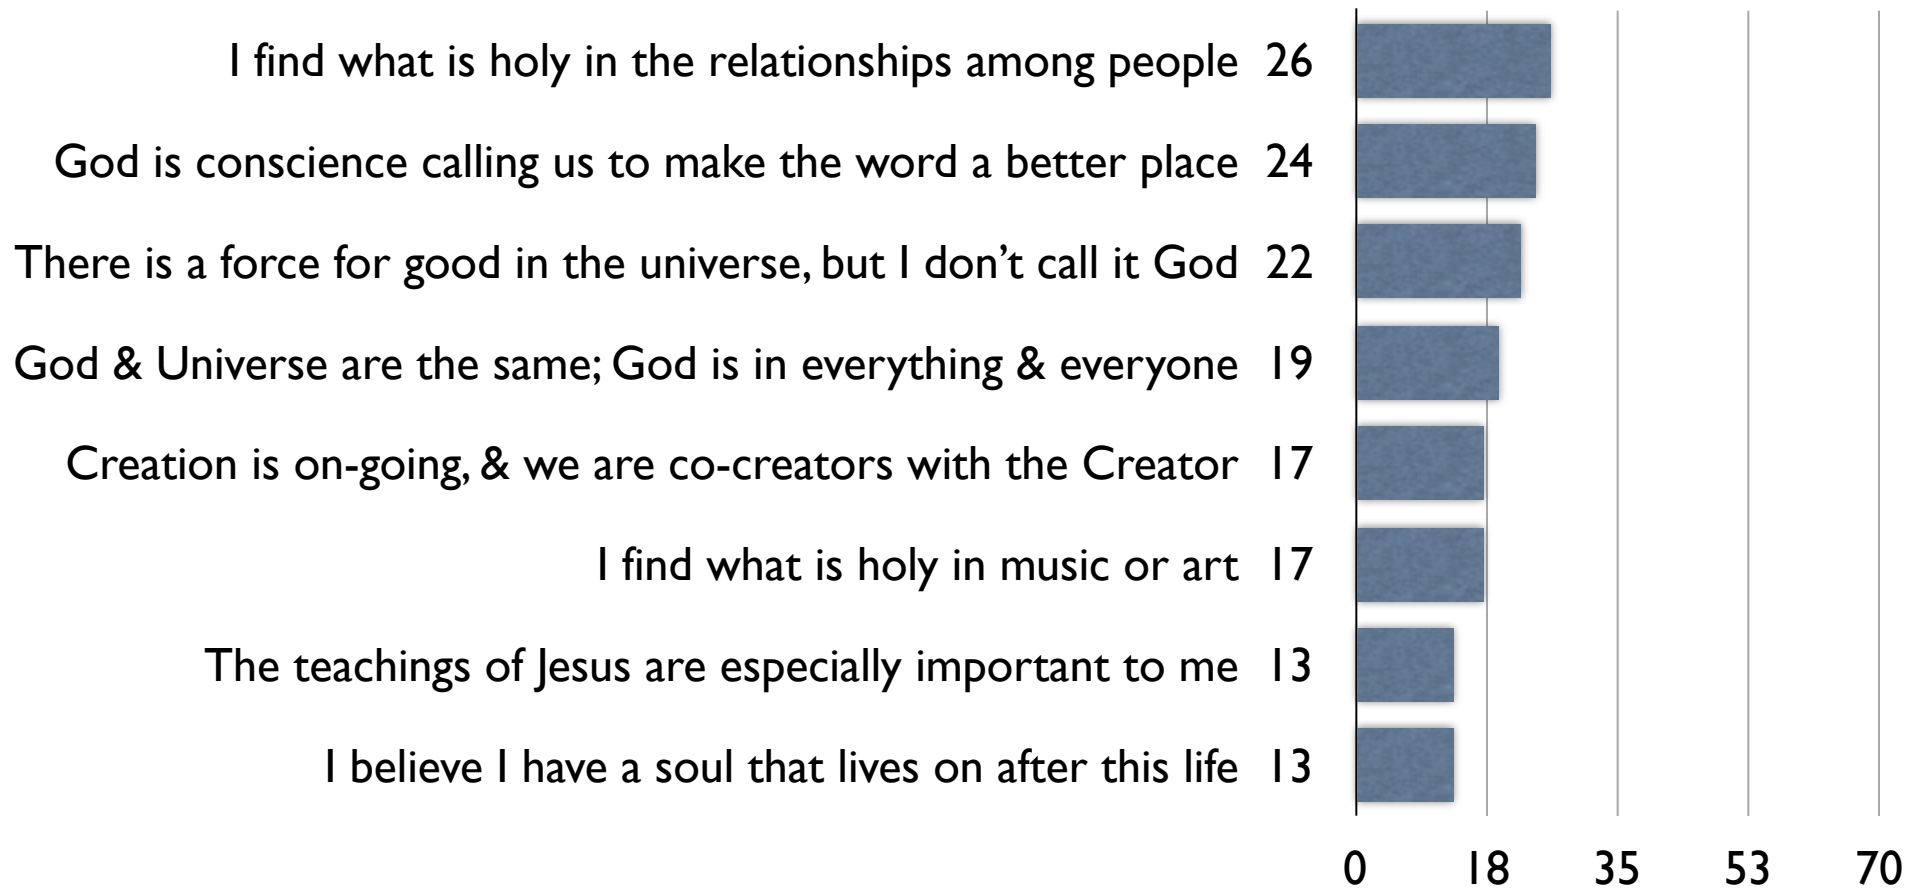 I find what is holy in the relationships among people 26
God is conscience calling us to make the word a better place 24
There is a force for good in the universe, but I don’t call it God 22
God & Universe are the same; God is in everything & everyone 19
Creation is on-going, & we are co-creators with the Creator 17
I find what is holy in music or art 17
The teachings of Jesus are especially important to me 13
I believe I have a soul that lives on after this life 13
0 18 35 53 70